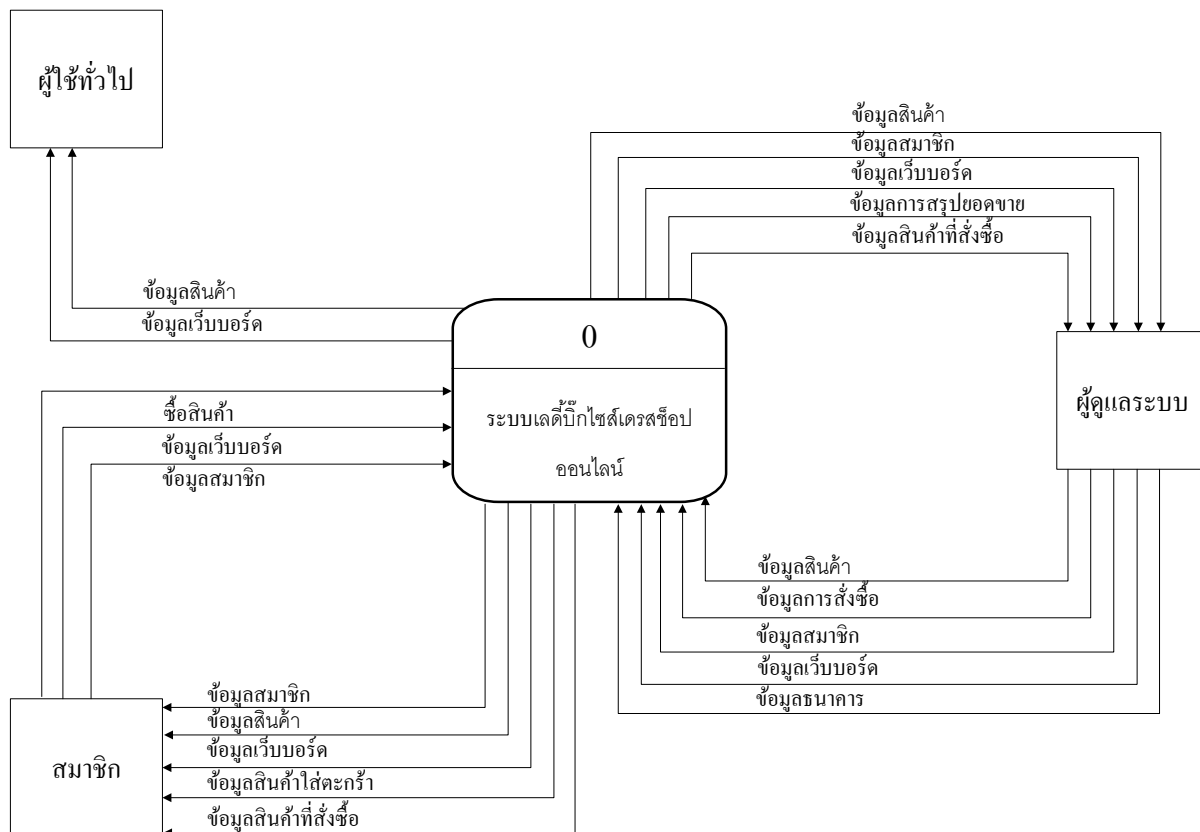 ผู้ใช้ทั่วไป
ข้อมูลสินค้า
ข้อมูลสมาชิก
ข้อมูลเว็บบอร์ด
ข้อมูลการสรุปยอดขาย
ข้อมูลสินค้าที่สั่งซื้อ
ข้อมูลสินค้า
ข้อมูลเว็บบอร์ด
0
ระบบเลดี้บิ๊กไซส์เดรสช็อป
ออนไลน์
ผู้ดูแลระบบ
ซื้อสินค้า
ข้อมูลเว็บบอร์ด
ข้อมูลสมาชิก
ข้อมูลสินค้า
ข้อมูลการสั่งซื้อ
ข้อมูลสมาชิก
ข้อมูลเว็บบอร์ด
ข้อมูลธนาคาร
ข้อมูลสมาชิก
ข้อมูลสินค้า
ข้อมูลเว็บบอร์ด
ข้อมูลสินค้าใส่ตะกร้า
ข้อมูลสินค้าที่สั่งซื้อ
สมาชิก